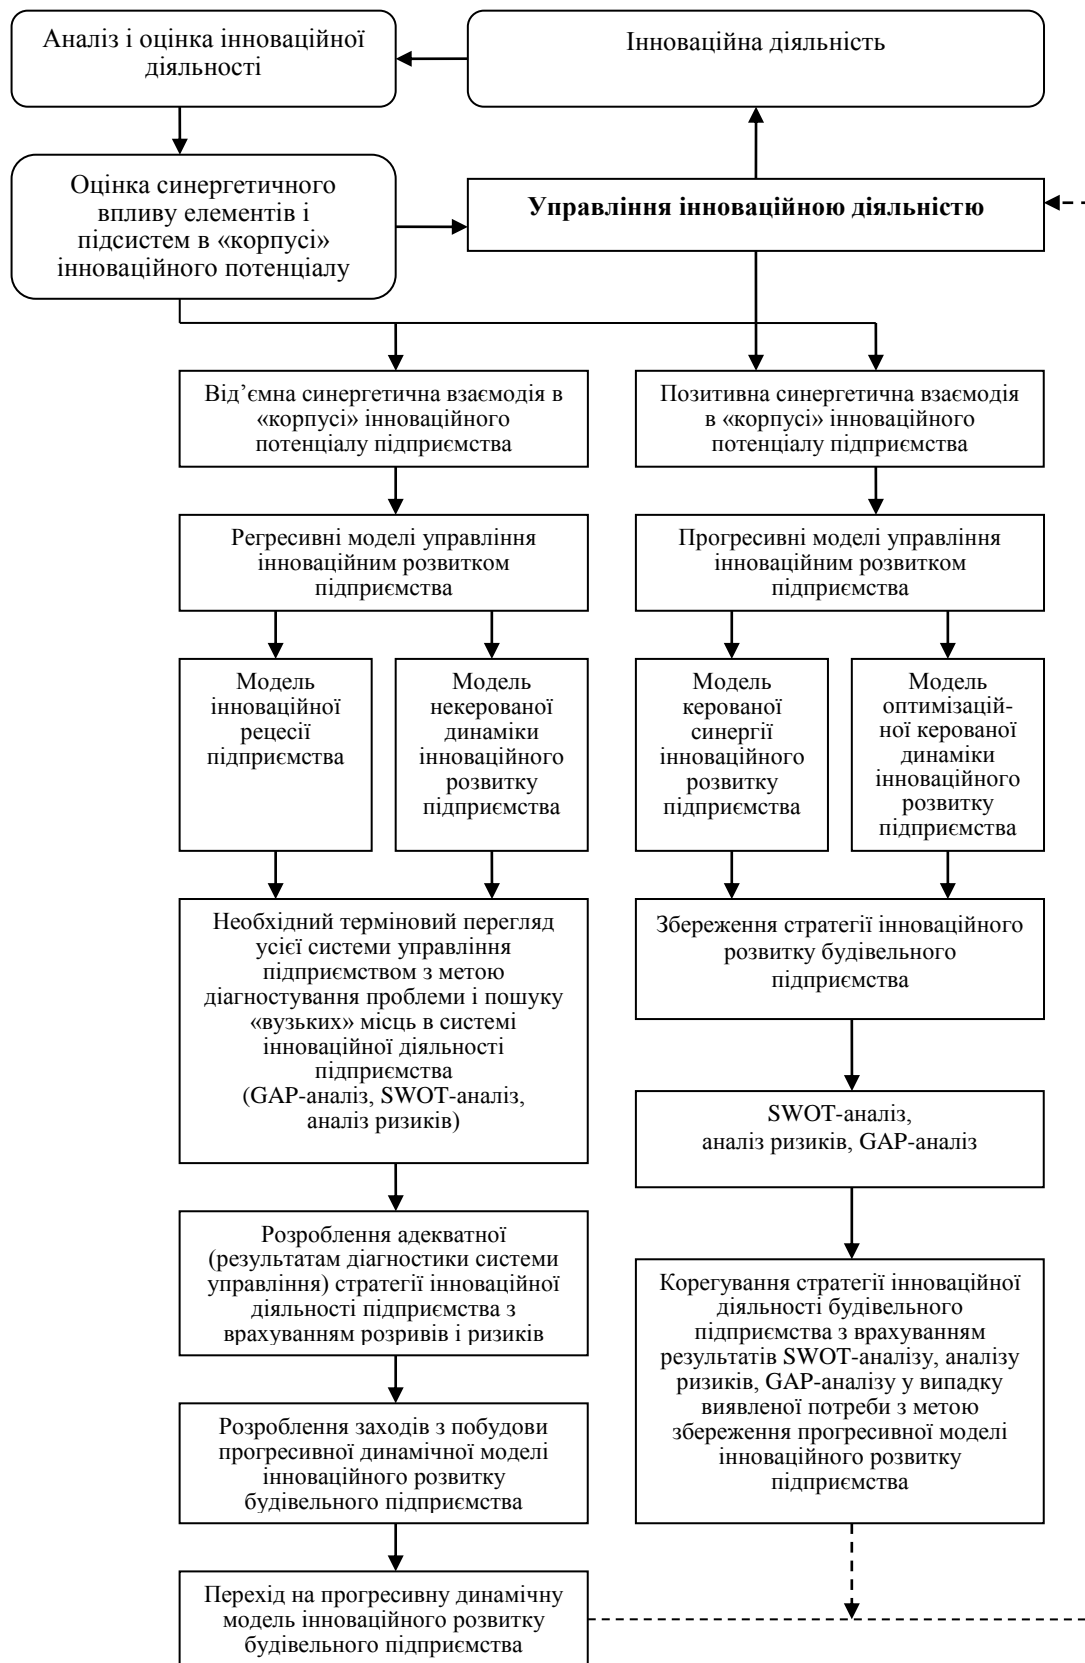 Аналіз і оцінка інноваційної
діяльності
Інноваційна діяльність
Оцінка синергетичного
впливу елементів і
підсистем в «корпусі»
інноваційного потенціалу
Управління інноваційною діяльністю
Від’ємна синергетична взаємодія в
«корпусі» інноваційного
потенціалу підприємства
Позитивна синергетична взаємодія
в «корпусі» інноваційного
потенціалу підприємства
Регресивні моделі управління
інноваційним розвитком
підприємства
Прогресивні моделі управління
інноваційним розвитком
підприємства
Модель
інноваційної
рецесії
підприємства
Модель
некерованої
динаміки
інноваційного
розвитку
підприємства
Модель
керованої
синергії
інноваційного
розвитку
підприємства
Модель
оптимізацій-
ної керованої
динаміки
інноваційного
розвитку
підприємства
Необхідний терміновий перегляд
усієї системи управління
підприємством з метою
діагностування проблеми і пошуку
«вузьких» місць в системі
інноваційної діяльності
підприємства
(GAP-аналіз, SWOT-аналіз,
аналіз ризиків)
Збереження стратегії інноваційного
розвитку будівельного
підприємства
SWOT-аналіз,
аналіз ризиків, GAP-аналіз
Розроблення адекватної
(результатам діагностики системи
управління) стратегії інноваційної
діяльності підприємства з
врахуванням розривів і ризиків
Корегування стратегії інноваційної
діяльності будівельного
підприємства з врахуванням
результатів SWOT-аналізу, аналізу
ризиків, GAP-аналізу у випадку
виявленої потреби з метою
збереження прогресивної моделі
інноваційного розвитку
підприємства
Розроблення заходів з побудови
прогресивної динамічної моделі
інноваційного розвитку
будівельного підприємства
Перехід на прогресивну динамічну
модель інноваційного розвитку
будівельного підприємства